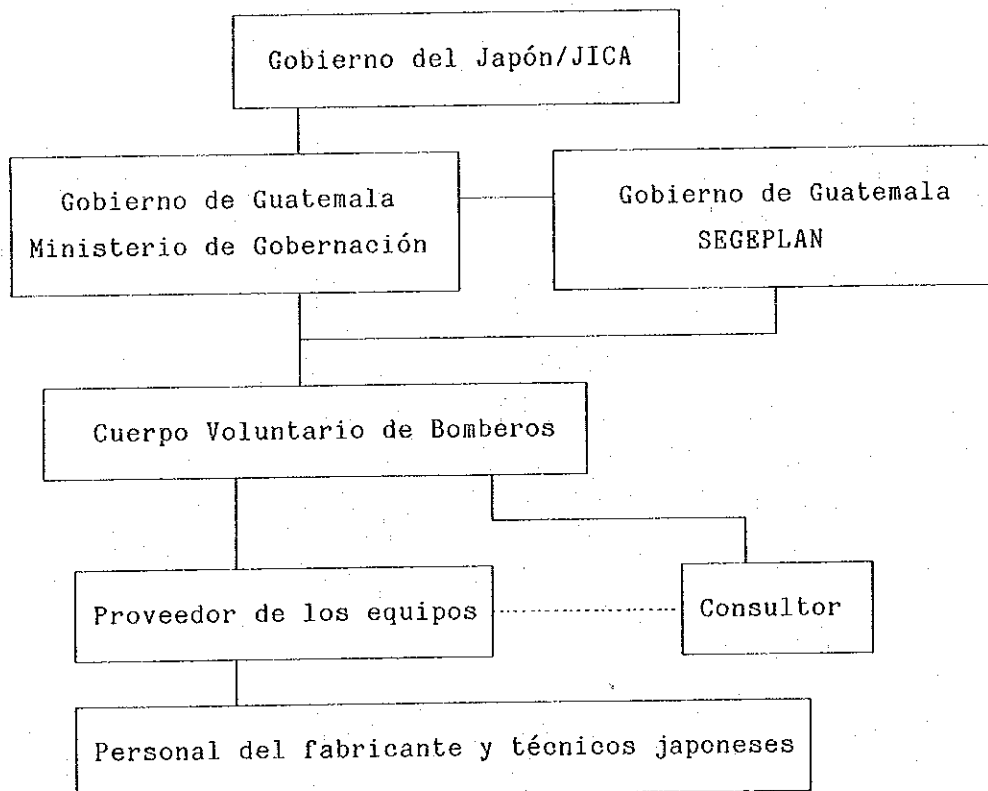 Gobierno del Japón/JICA
Gobierno de Guatemala
Ministerio de Gobernación
Gobierno de Guatemala
SEGEPLAN
Cuerpo Voluntario de Bomberos
Proveedor de los equipos
Consultor
Personal del fabricante y técnicos japoneses